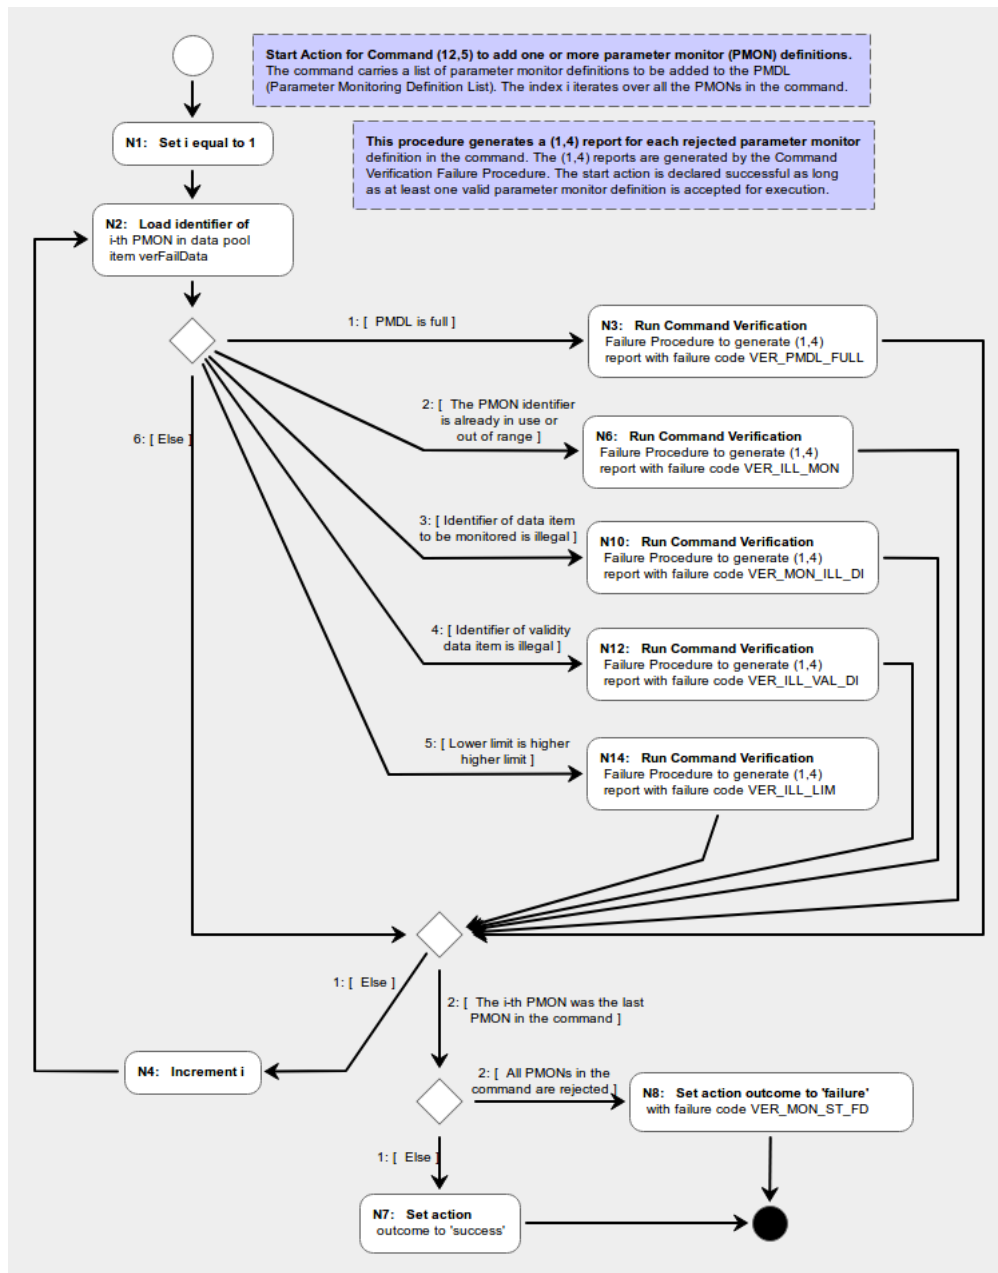 Start Action for Command (12,5) to add one or more parameter monitor (PMON) definitions.
The command carries a list of parameter monitor definitions to be added to the PMDL
(Parameter Monitoring Definition List). The index i iterates over all the PMONs in the command.
This procedure generates a (1,4) report for each rejected parameter monitor
definition in the command. The (1,4) reports are generated by the Command
Verification Failure Procedure. The start action is declared successful as long
as at least one valid parameter monitor definition is accepted for execution.
N1: Set i equal to 1
N2: Load identifier of
i-th PMON in data pool
item verFailData
1: [ PMDL is full ]
N3: Run Command Verification
Failure Procedure to generate (1,4)
report with failure code VER_PMDL_FULL
2: [ The PMON identifier
is already in use or
out of range ]
N6: Run Command Verification
Failure Procedure to generate (1,4)
report with failure code VER_ILL_MON
6: [ Else ]
3: [ Identifier of data item
to be monitored is illegal ]
N10: Run Command Verification
Failure Procedure to generate (1,4)
report with failure code VER_MON_ILL_DI
4: [ Identifier of validity
data item is illegal ]
N12: Run Command Verification
Failure Procedure to generate (1,4)
report with failure code VER_ILL_VAL_DI
5: [ Lower limit is higher
higher limit ]
N14: Run Command Verification
Failure Procedure to generate (1,4)
report with failure code VER_ILL_LIM
1: [ Else ]
2: [ The i-th PMON was the last
PMON in the command ]
N4: Increment i
2: [ All PMONs in the
command are rejected ]
N8: Set action outcome to 'failure'
with failure code VER_MON_ST_FD
1: [ Else ]
N7: Set action
outcome to 'success'